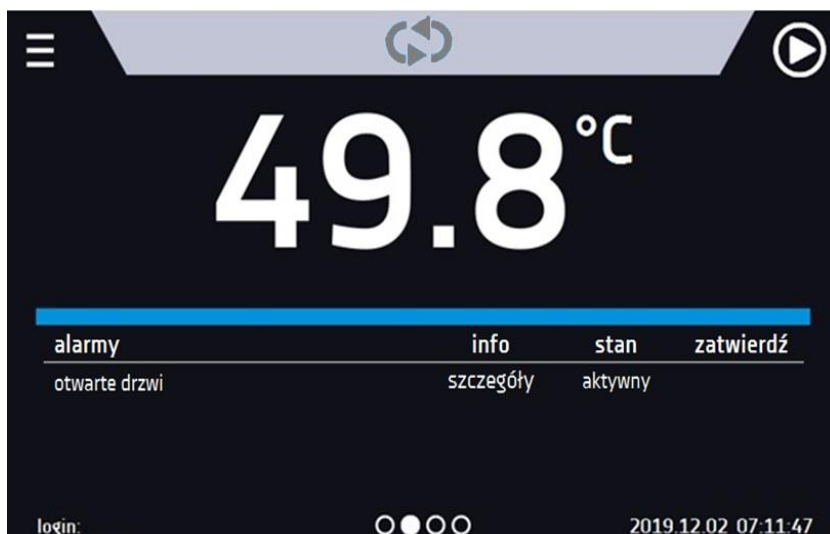 49.8 °C
alarmy info stan zatwierdź
otwarte drzwi szczegóły aktywny
login: 2019.12.02 07:11:47